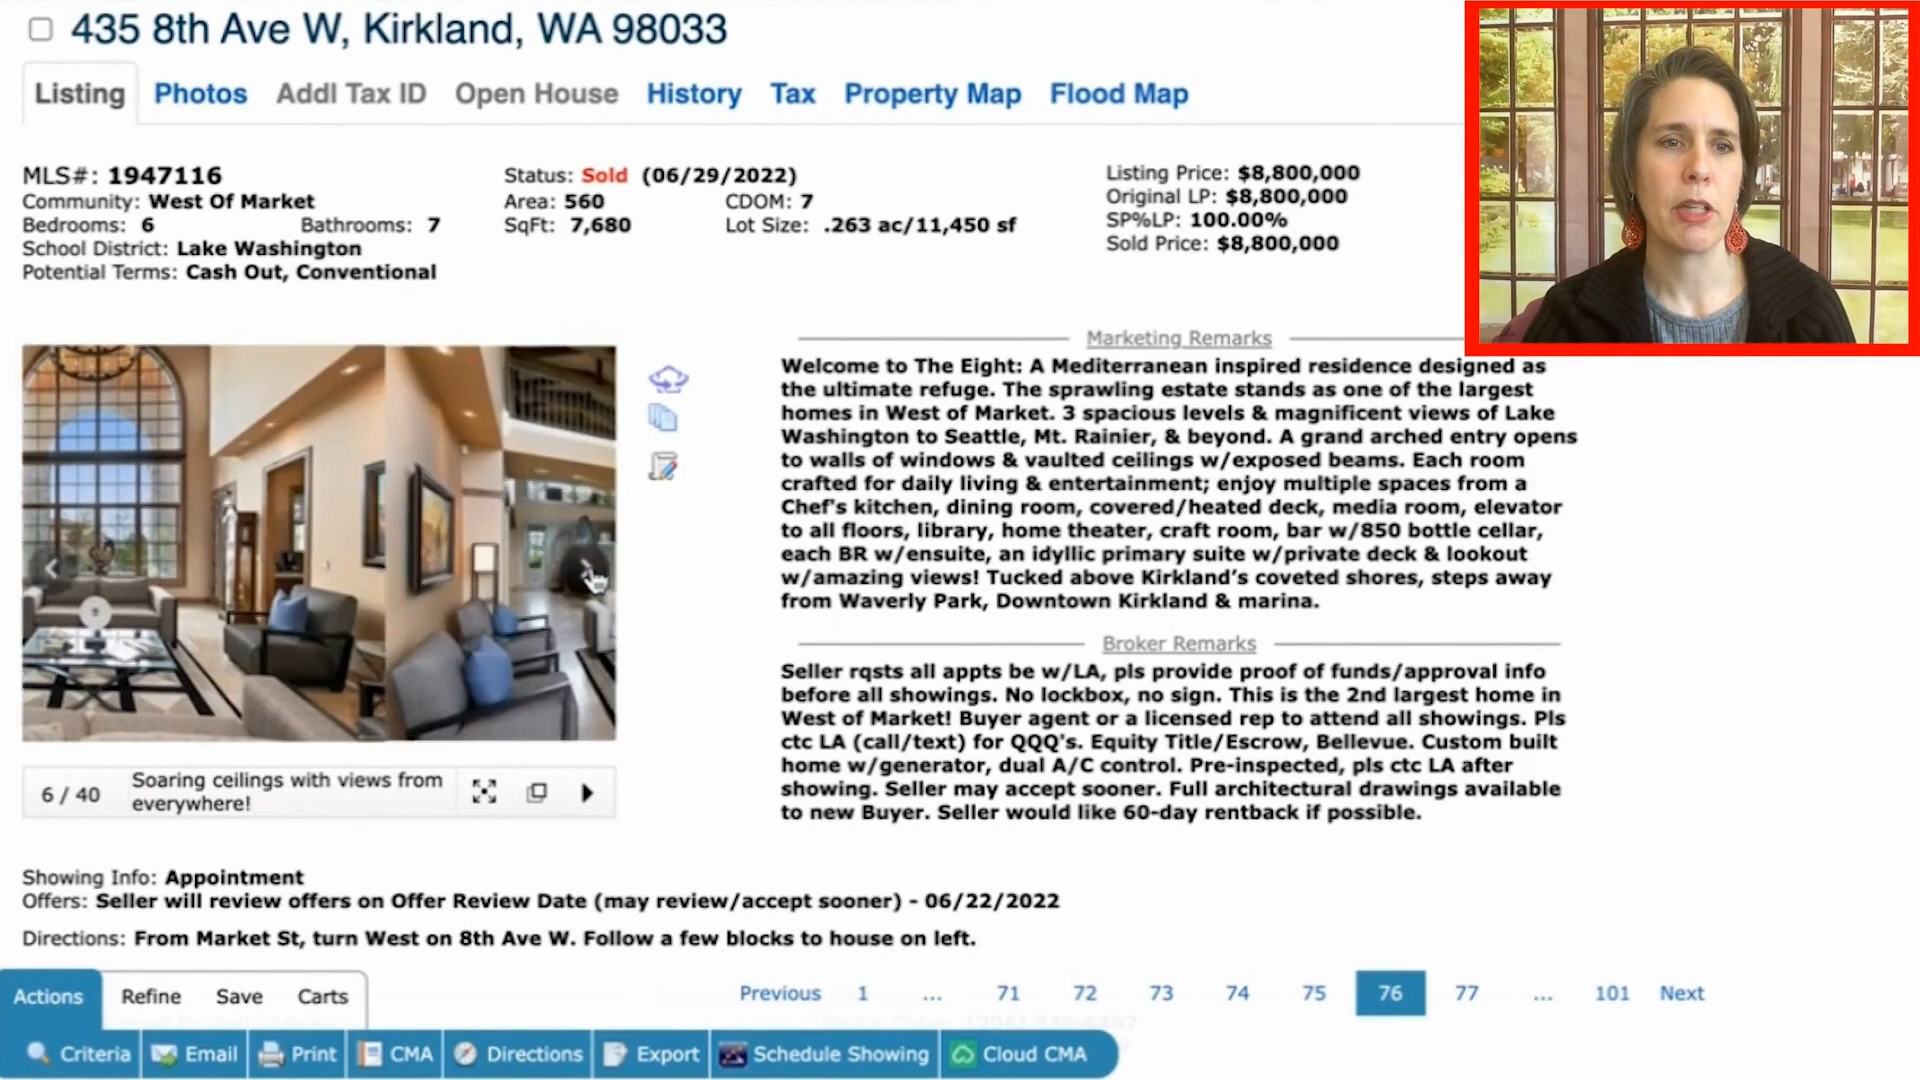 435 8th Ave W, Kirkland, WA 98033
Listing Photos Addl Tax ID Open House History Tax Property Map Flood Map
MLS#: 1947116 Status: Sold (06/29/2022) Listing Price: $8,800,000
Community: West Of Market Area: 560 CDOM: 7 Original LP: $8,800,000
Bedrooms: 6 Bathrooms: 7 SqFt: 7,680 Lot Size: .263 ac/11,450 sf SP%LP: 100.00%
School District: Lake Washington Sold Price: $8,800,000
Potential Terms: Cash Out, Conventional
Marketing Remarks
Welcome to The Eight: A Mediterranean inspired residence designed as
the ultimate refuge. The sprawling estate stands as one of the largest
homes in West of Market. 3 spacious levels & magnificent views of Lake
Washington to Seattle, Mt. Rainier, & beyond. A grand arched entry opens
to walls of windows & vaulted ceilings w/exposed beams. Each room
crafted for daily living & entertainment; enjoy multiple spaces from a
Chef's kitchen, dining room, covered/heated deck, media room, elevator
to all floors, library, home theater, craft room, bar w/850 bottle cellar,
each BR w/ensuite, an idyllic primary suite w/private deck & lookout
w/amazing views! Tucked above Kirkland's coveted shores, steps away
from Waverly Park, Downtown Kirkland & marina.
Broker Remarks
Seller rqsts all appts be w/LA, pls provide proof of funds/approval info
before all showings. No lockbox, no sign. This is the 2nd largest home in
West of Market! Buyer agent or a licensed rep to attend all showings. Pls
ctc LA (call/text) for QQQ's. Equity Title/Escrow, Bellevue. Custom built
home w/generator, dual A/C control. Pre-inspected, pls ctc LA after
showing. Seller may accept sooner. Full architectural drawings available
to new Buyer. Seller would like 60-day rentback if possible.
6 / 40 Soaring ceilings with views from
everywhere!
Showing Info: Appointment
Offers: Seller will review offers on Offer Review Date (may review/accept sooner) - 06/22/2022
Directions: From Market St, turn West on 8th Ave W. Follow a few blocks to house on left.
Actions Refine Save Carts Previous 1 ... 71 72 73 74 75 76 77 ... 101 Next
Criteria Email Print CMA Directions Export Schedule Showing Cloud CMA